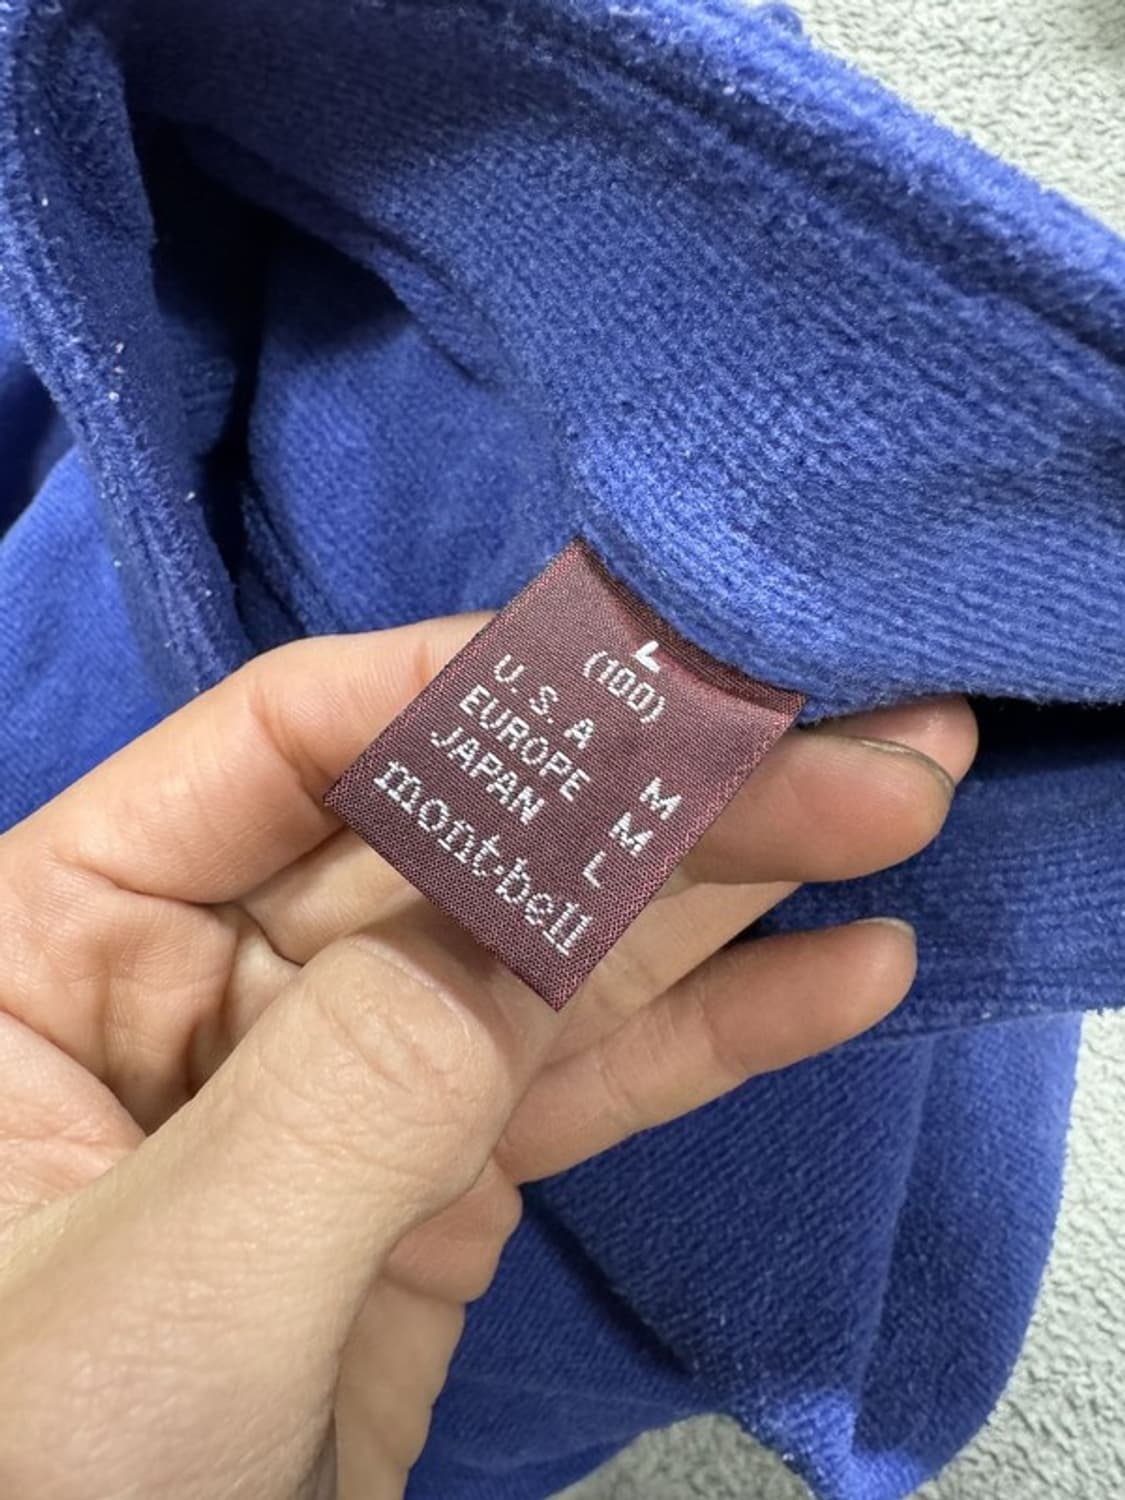 L
(100)
U.S.A M
EUROPE M
JAPAN L
mont-bell